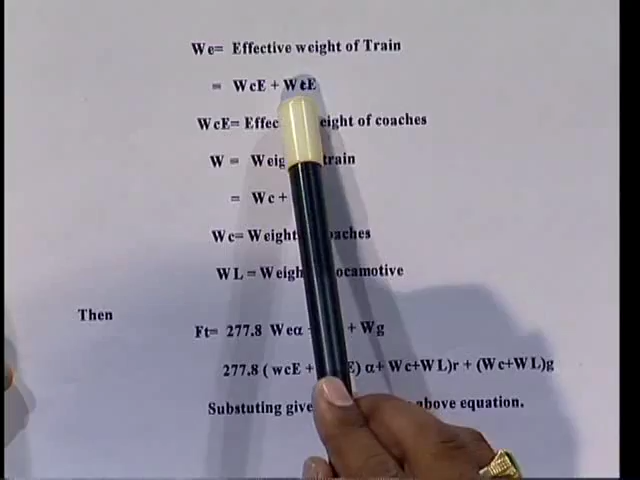 We= Effective weight of Train
= WcE + WcE
WcE= Effec eight of coaches
W = Weig train
= Wc +
Wc= Weight oaches
WL = Weigh ocamotive
Then
Ft= 277.8 Weα + Wg
277.8 ( wcE + E) α+ Wc+WL)r + (Wc+WL)g
Substuting give above equation.